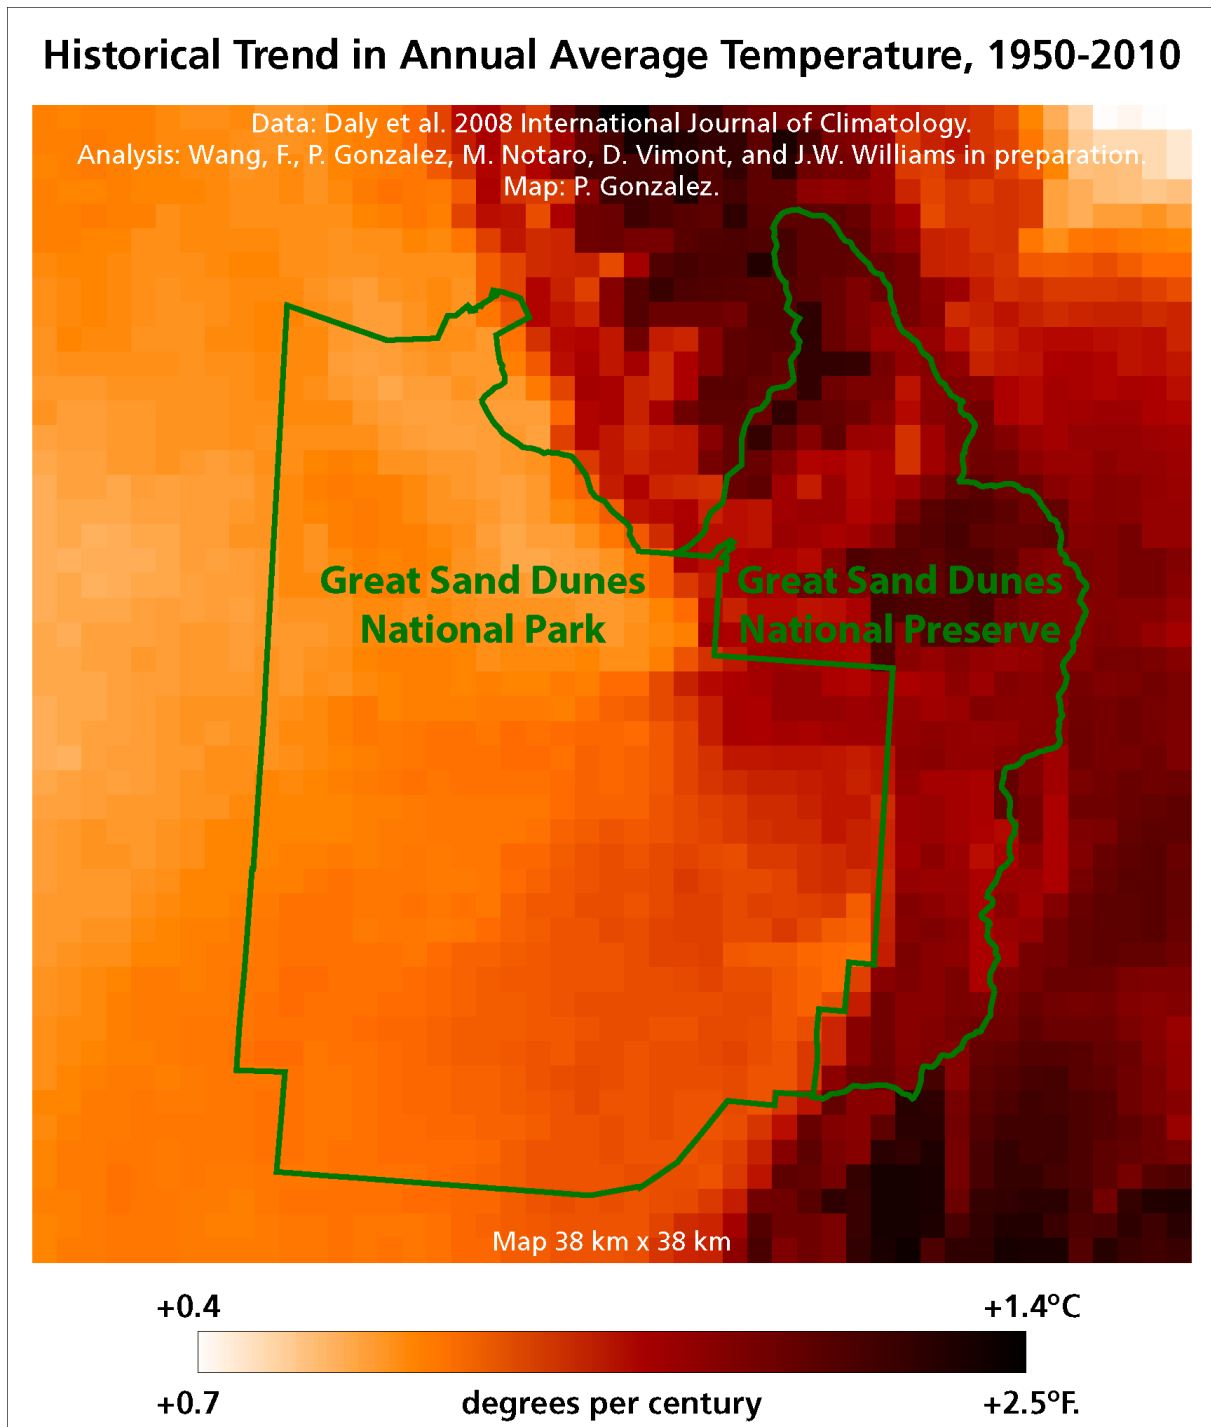 Historical Trend in Annual Average Temperature, 1950-2010
Data: Daly et al. 2008 International Journal of Climatology.
Analysis: Wang, F., P. Gonzalez, M. Notaro, D. Vimont, and J.W. Williams in preparation.
Map: P. Gonzalez.
Great Sand Dunes
National Park
Great Sand Dunes
National Preserve
Map 38 km x 38 km
+0.4
+1.4ºC
+0.7
degrees per century
+2.5ºF.